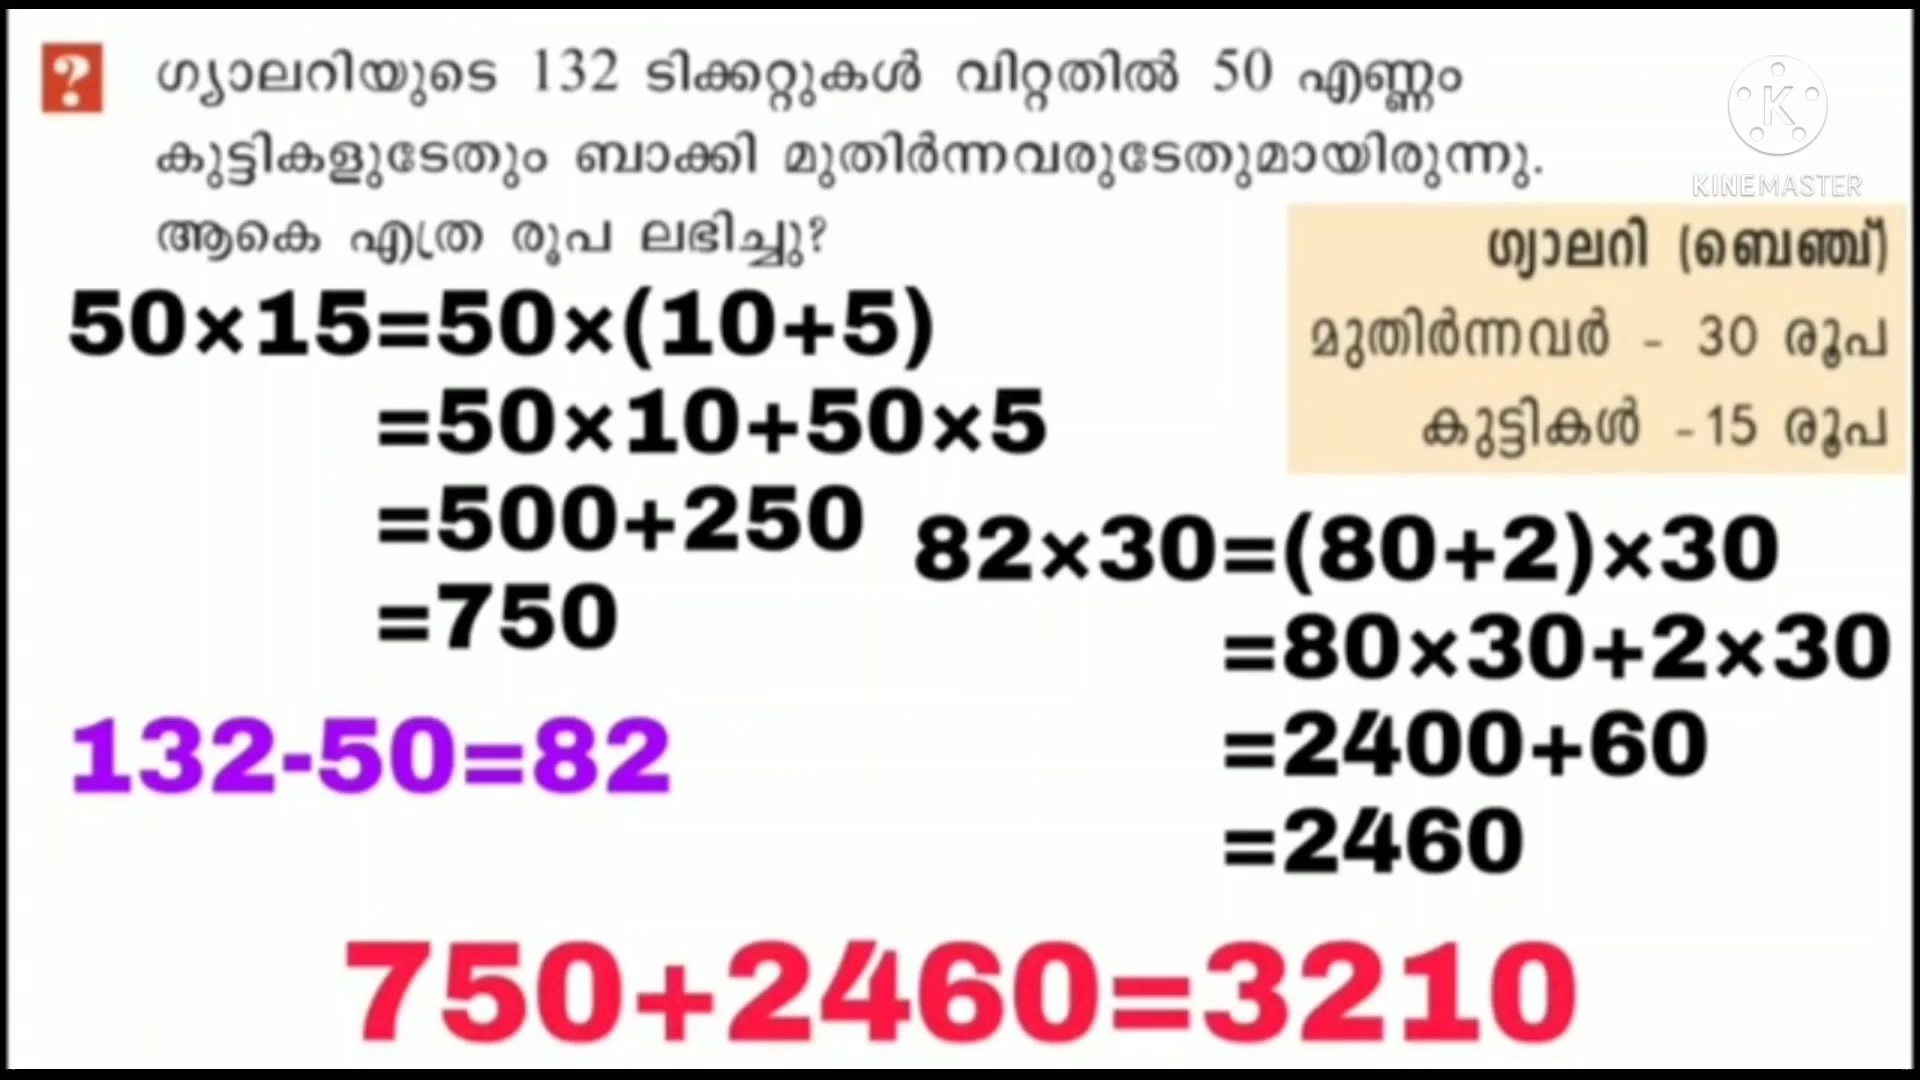 ?
ഗ്യാലറിയുടെ 132 ടിക്കറ്റുകൾ വിറ്റതിൽ 50 എണ്ണം
കുട്ടികളുടേതും ബാക്കി മുതിർന്നവരുടേതുമായിരുന്നു.
ആകെ എത്ര രൂപ ലഭിച്ചു?
K
KINEMASTER
ഗ്യാലറി (ബെഞ്ച്)
മുതിർന്നവർ - 30 രൂപ
കുട്ടികൾ -15 രൂപ
50×15=50×(10+5)
=50×10+50×5
=500+250
=750
132-50=82
82×30=(80+2)×30
=80×30+2×30
=2400+60
=2460
750+2460=3210